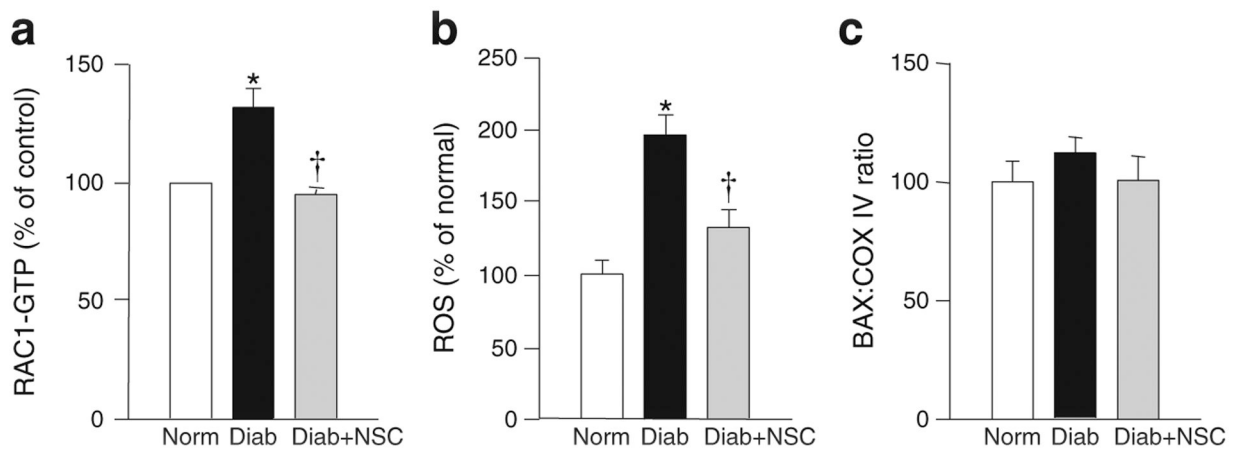 a
RAC1-GTP (% of control)
150
100
50
0
*
†
Norm Diab Diab+NSC
b
ROS (% of normal)
250
200
150
100
50
0
*
†
Norm Diab Diab+NSC
c
BAX:COX IV ratio
150
100
50
0
Norm Diab Diab+NSC